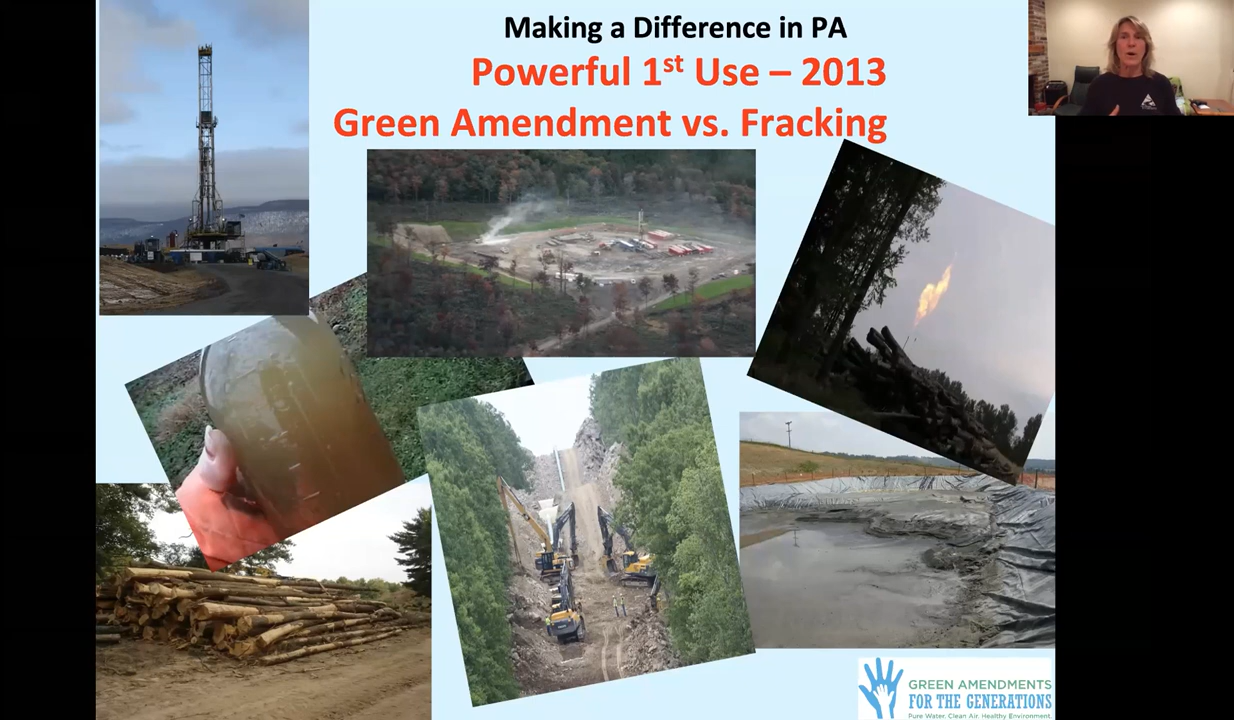 Making a Difference in PA
Powerful 1st Use – 2013
Green Amendment vs. Fracking
GREEN AMENDMENTS
FOR THE GENERATIONS
Pure Water. Clean Air. Healthy Environment.